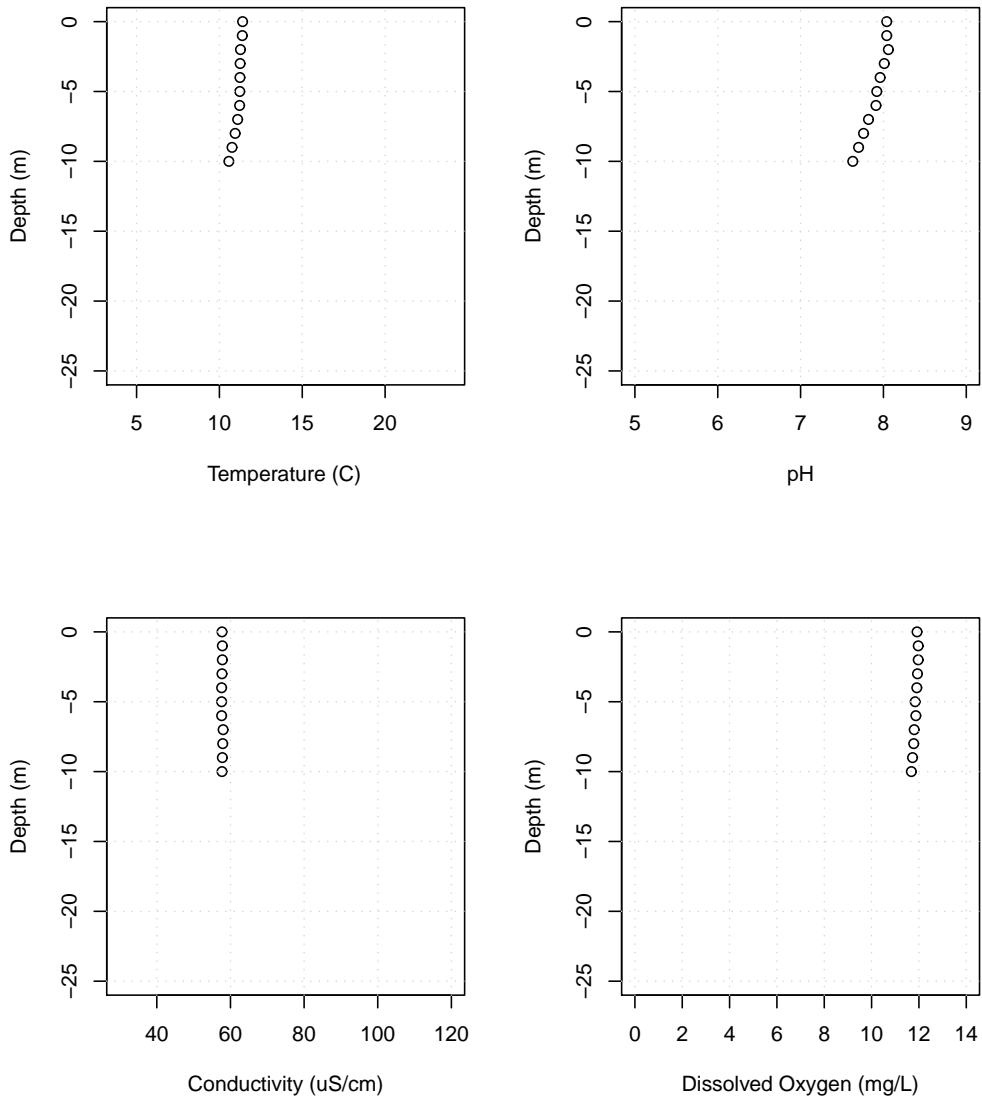 0
−5
−10
−15
−20
−25
Depth (m)
5 10 15 20
Temperature (C)
0
−5
−10
−15
−20
−25
Depth (m)
5 6 7 8 9
pH
0
−5
−10
−15
−20
−25
Depth (m)
40 60 80 100 120
Conductivity (uS/cm)
0
−5
−10
−15
−20
−25
Depth (m)
0 2 4 6 8 10 12 14
Dissolved Oxygen (mg/L)